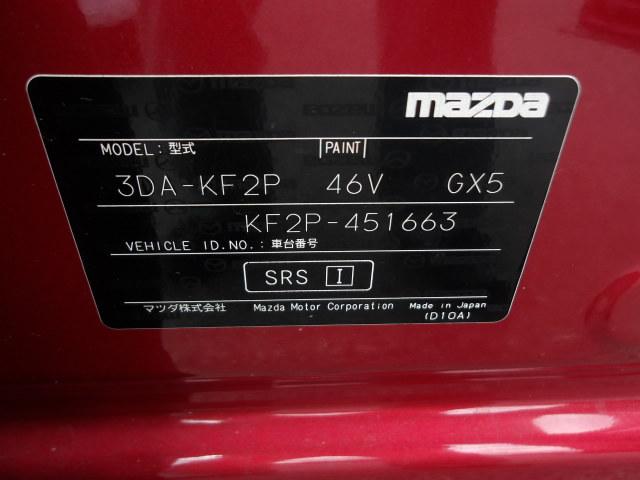 mazda
MODEL: 型式 PAINT
3DA-KF2P 46V GX5
KF2P-451663
VEHICLE ID.NO.: 車台番号
SRS I
マツダ株式会社 Mazda Motor Corporation Made in Japan
(D10A)